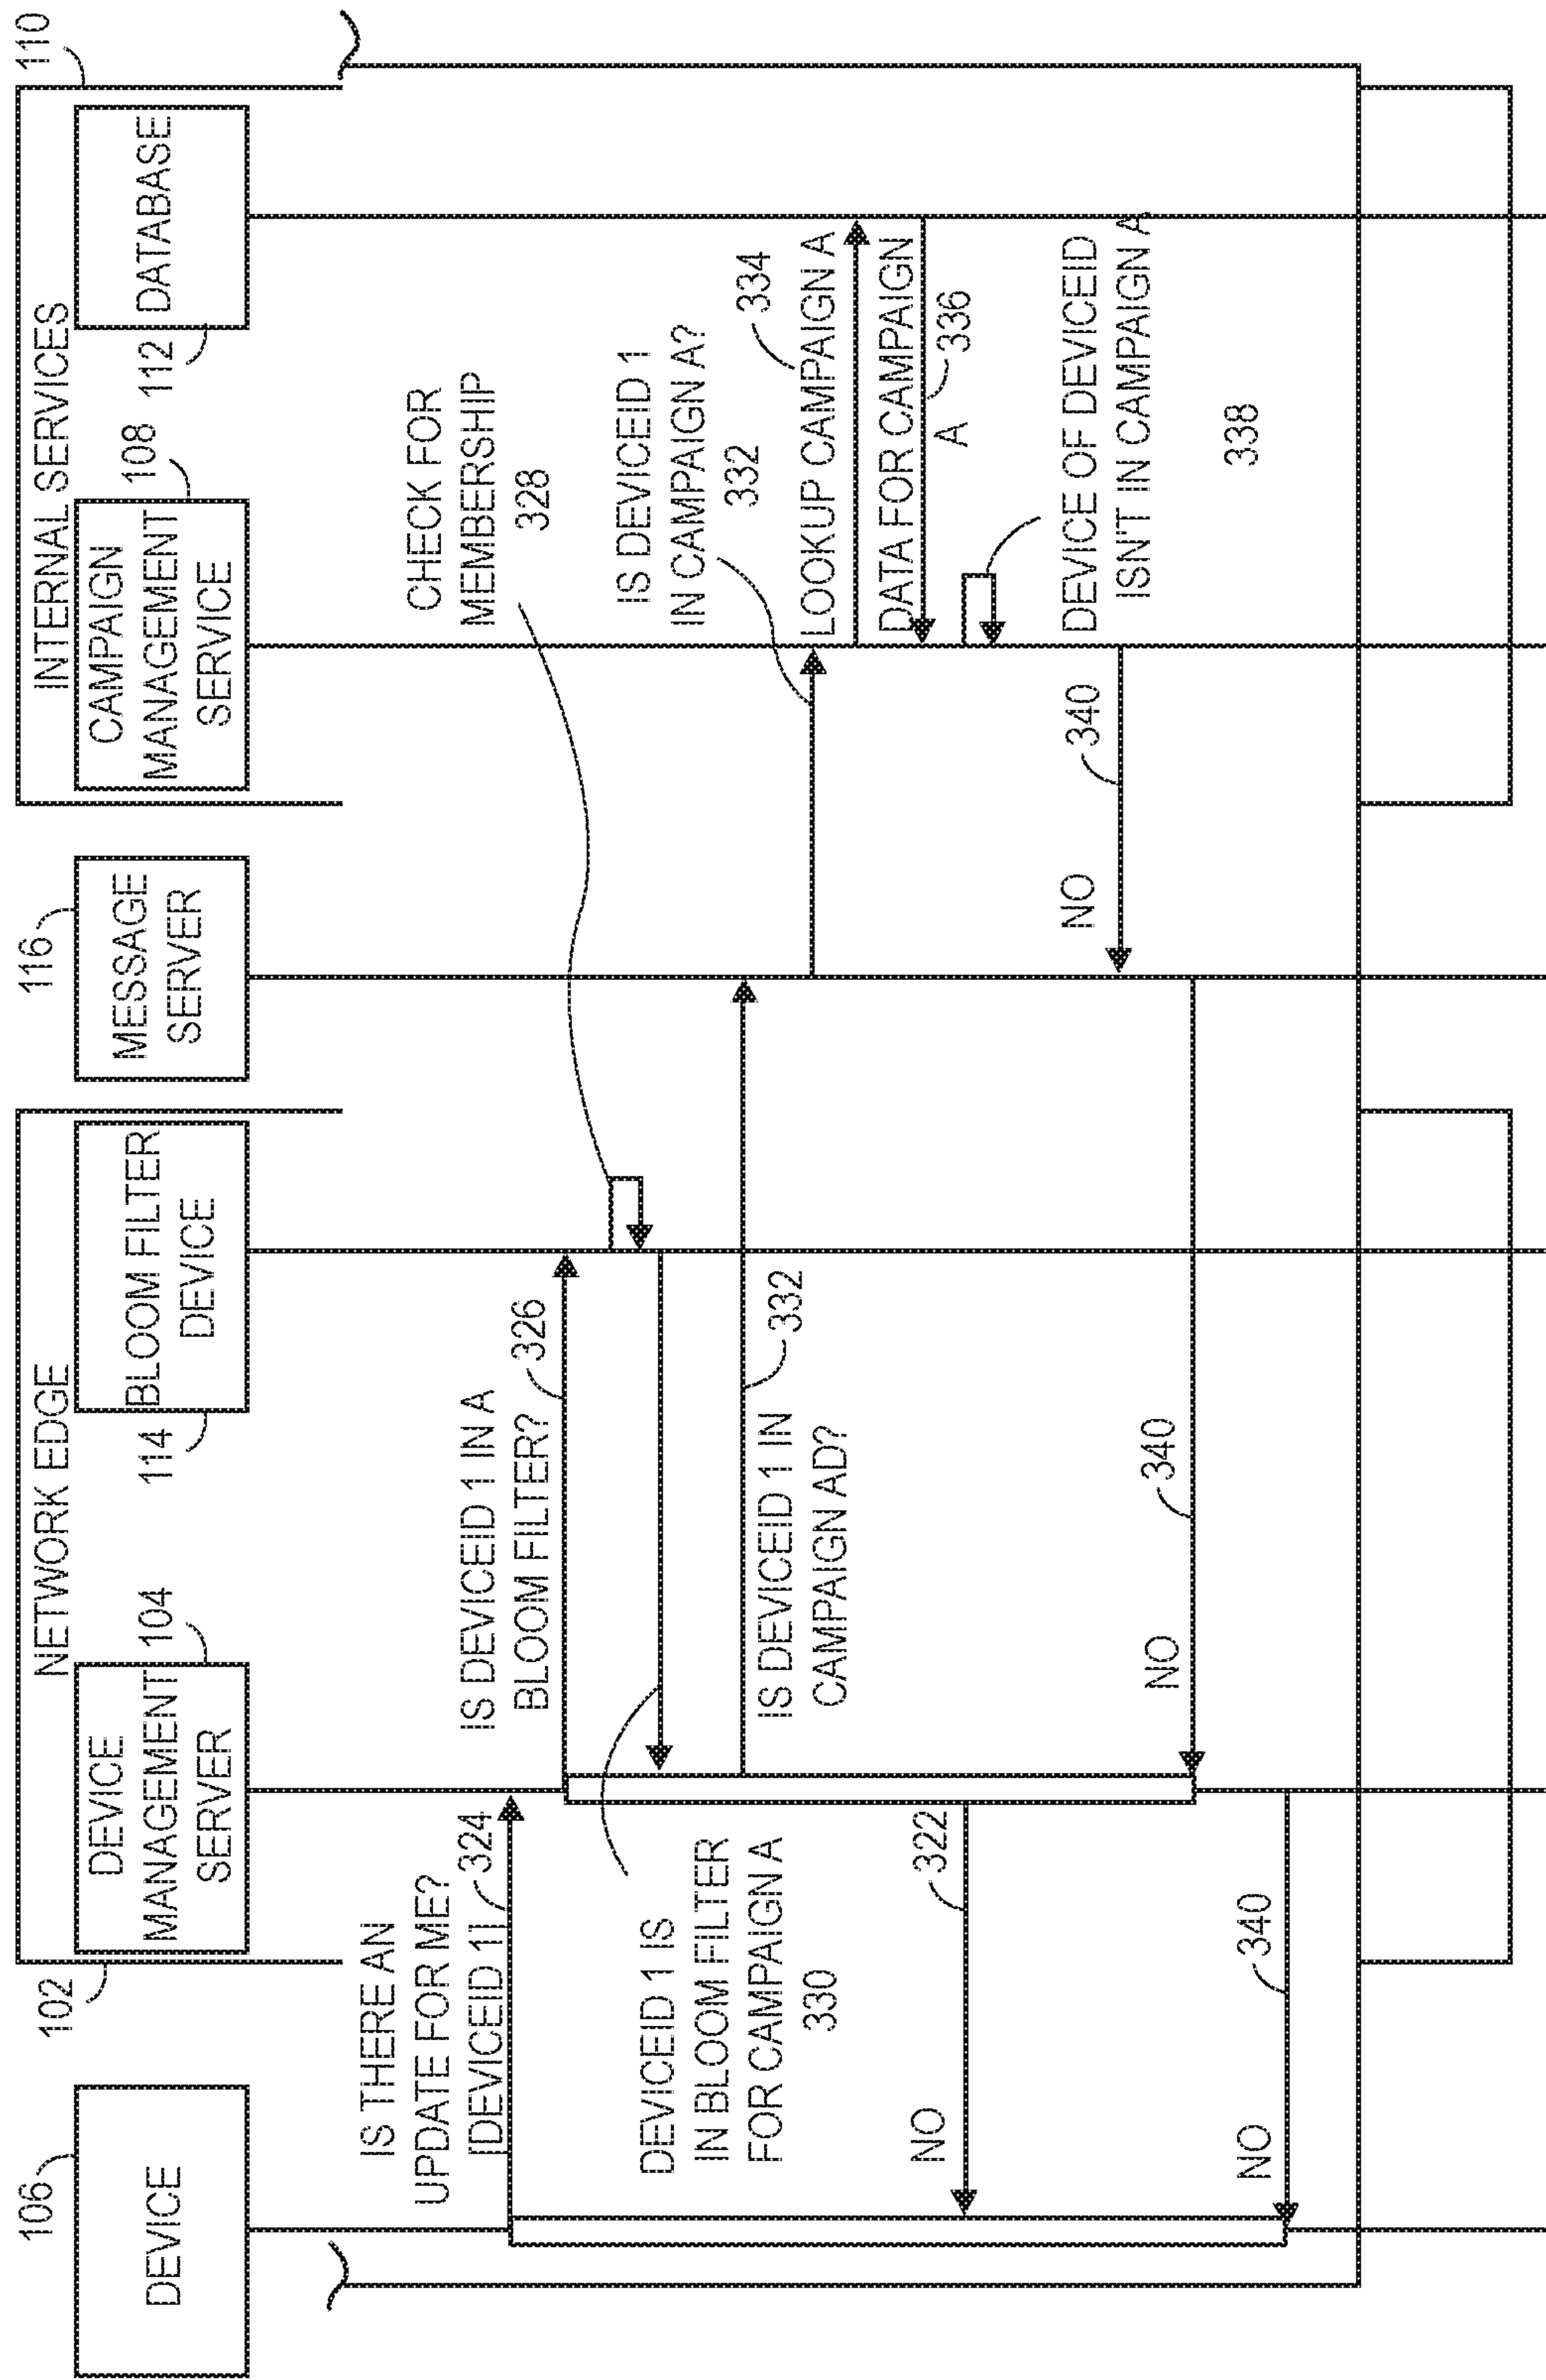 106
DEVICE
102
NETWORK EDGE
DEVICE
MANAGEMENT
SERVER
104
114
BLOOM FILTER
DEVICE
116
MESSAGE
SERVER
INTERNAL SERVICES
CAMPAIGN
MANAGEMENT
SERVICE
108
112
DATABASE
110
IS THERE AN
UPDATE FOR ME?
[DEVICEID 1]
324
IS DEVICEID 1 IN A
BLOOM FILTER?
326
CHECK FOR
MEMBERSHIP
328
DEVICEID 1 IS
IN BLOOM FILTER
FOR CAMPAIGN A
330
IS DEVICEID 1 IN
CAMPAIGN AD?
332
IS DEVICEID 1
IN CAMPAIGN A?
332
334
LOOKUP CAMPAIGN A
DATA FOR CAMPAIGN
A
336
DEVICE OF DEVICEID
ISN'T IN CAMPAIGN A
338
NO
322
NO
340
NO
340
NO
340